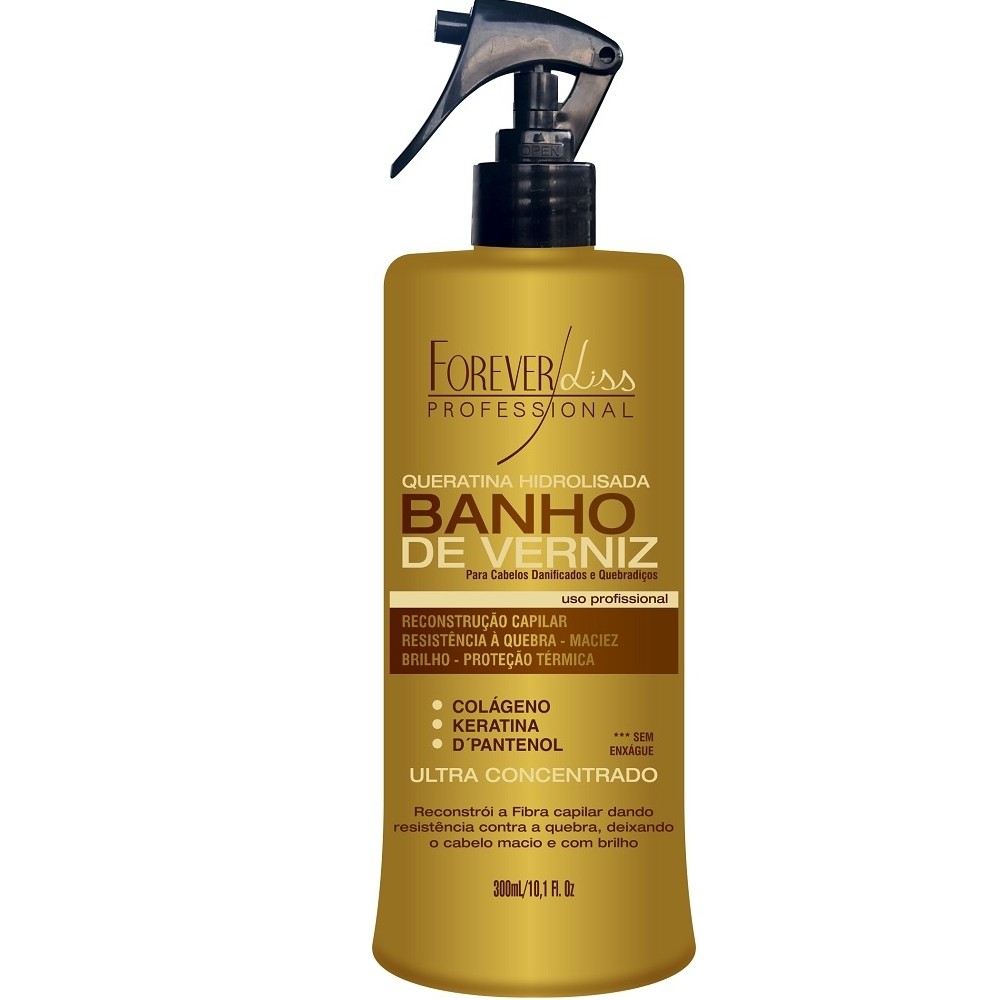 OPEN
FOREVER Liss
PROFESSIONAL
QUERATINA HIDROLISADA
BANHO
DE VERNIZ
Para Cabelos Danificados e Quebradiços
uso profissional
RECONSTRUÇÃO CAPILAR
RESISTÊNCIA À QUEBRA - MACIEZ
BRILHO - PROTEÇÃO TÉRMICA
COLÁGENO
KERATINA
D´PANTENOL
*** SEM
ENXÁGUE
ULTRA CONCENTRADO
Reconstrói a Fibra capilar dando
resistência contra a quebra, deixando
o cabelo macio e com brilho
300mL/10,1 Fl. Oz